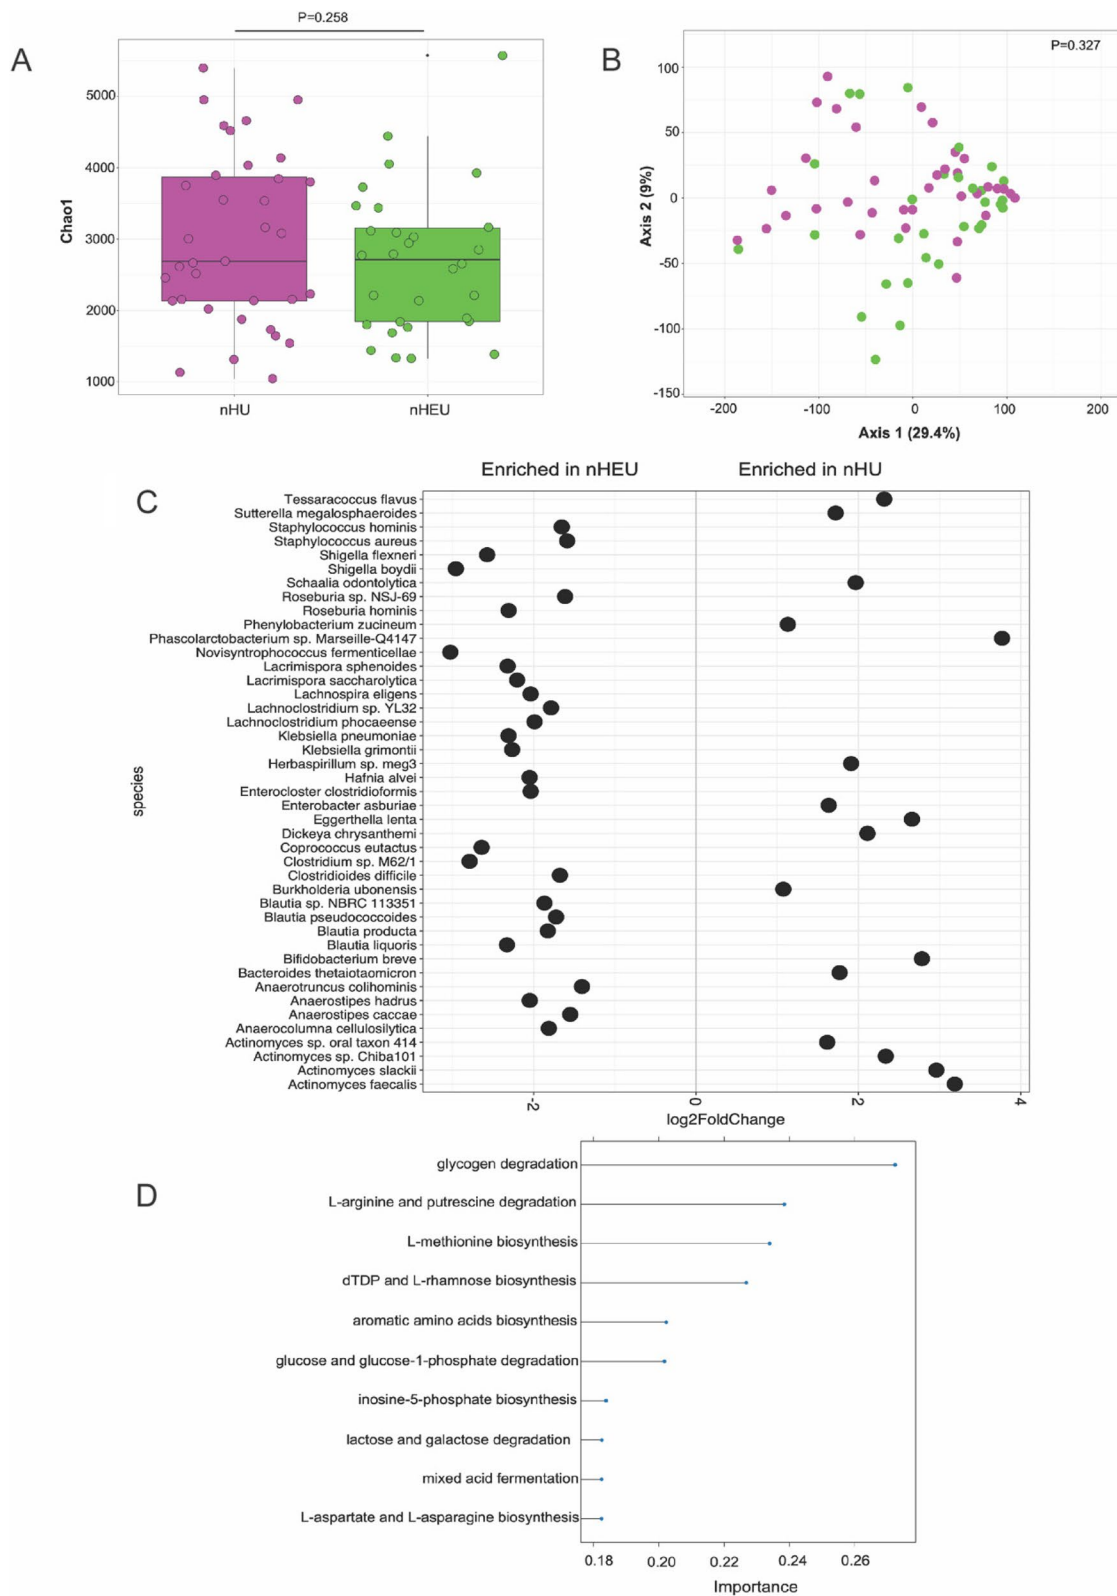 P=0.258
A
Chao1
5000
4000
3000
2000
1000
nHU
nHEU
B
P=0.327
Axis 2 (9%)
100
50
0
-50
-100
-150
-200
-100
0
100
200
Axis 1 (29.4%)
C
Enriched in nHEU
Enriched in nHU
species
Tessaracoccus flavus
Sutterella megalosphaeroides
Staphylococcus hominis
Staphylococcus aureus
Shigella flexneri
Shigella boydii
Schaalia odontolytica
Roseburia sp. NSJ-69
Roseburia hominis
Phenylobacterium zucineum
Phascolarctobacterium sp. Marseille-Q4147
Novisyntrophococcus fermenticellae
Lacrimispora sphenoides
Lacrimispora saccharolytica
Lachnospira eligens
Lachnoclostridium sp. YL32
Lachnoclostridium phocaeense
Klebsiella pneumoniae
Klebsiella grimontii
Herbaspirillum sp. meg3
Hafnia alvei
Enterocloster clostridioformis
Enterobacter asburiae
Eggerthella lenta
Dickeya chrysanthemi
Coprococcus eutactus
Clostridium sp. M62/1
Clostridioides difficile
Burkholderia ubonensis
Blautia sp. NBRC 113351
Blautia pseudococcoides
Blautia producta
Blautia liquoris
Bifidobacterium breve
Bacteroides thetaiotaomicron
Anaerotruncus colihominis
Anaerostipes hadrus
Anaerostipes caccae
Anaerocolumna cellulosilytica
Actinomyces sp. oral taxon 414
Actinomyces sp. Chiba101
Actinomyces slackii
Actinomyces faecalis
-2
0
2
4
log2FoldChange
D
glycogen degradation
L-arginine and putrescine degradation
L-methionine biosynthesis
dTDP and L-rhamnose biosynthesis
aromatic amino acids biosynthesis
glucose and glucose-1-phosphate degradation
inosine-5-phosphate biosynthesis
lactose and galactose degradation
mixed acid fermentation
L-aspartate and L-asparagine biosynthesis
0.18
0.20
0.22
0.24
0.26
Importance